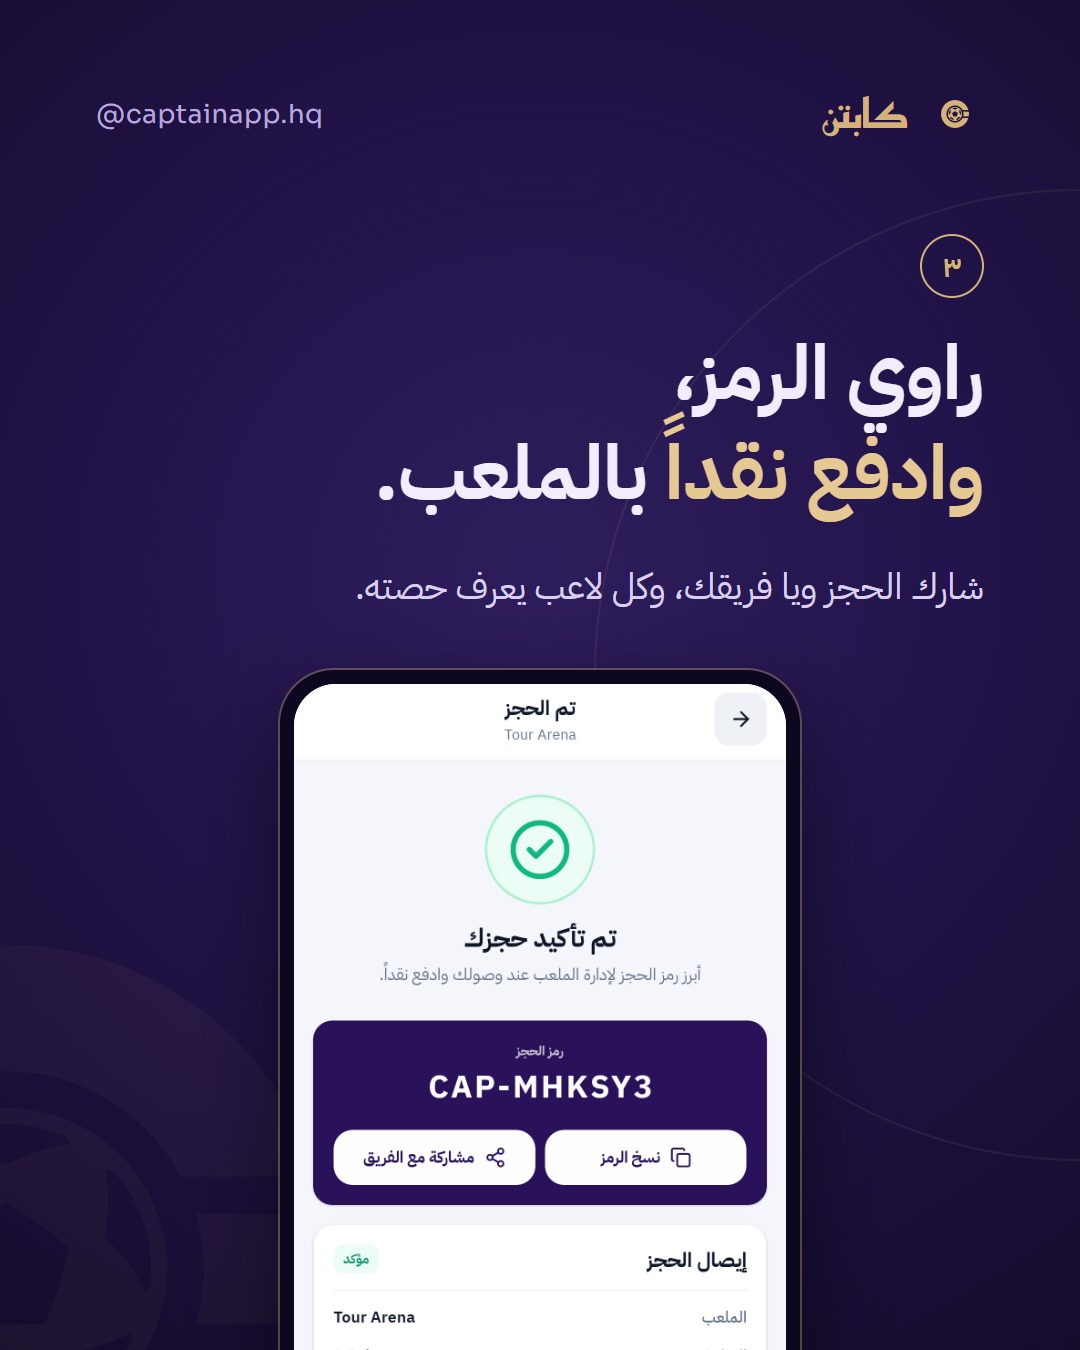 كابتن
@captainapp.hq
٣
راوي الرمز،
وادفع نقداً بالملعب.
شارك الحجز ويا فريقك، وكل لاعب يعرف حصته.
تم الحجز
Tour Arena
تم تأكيد حجزك
أبرز رمز الحجز لإدارة الملعب عند وصولك وادفع نقداً.
رمز الحجز
CAP-MHKSY3
نسخ الرمز
مشاركة مع الفريق
إيصال الحجز
مؤكد
الملعب
Tour Arena